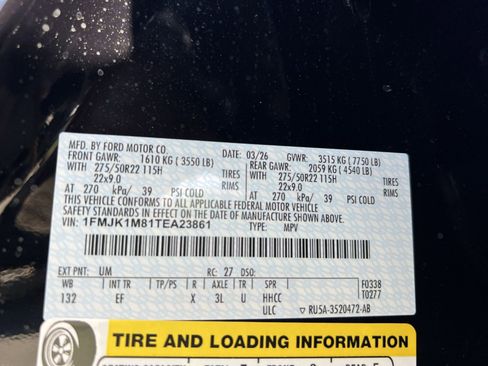 MFD. BY FORD MOTOR CO. DATE: 03/26 GVWR: 3515 KG ( 7750 LB)
FRONT GAWR: 1610 KG ( 3550 LB) REAR GAWR: 2059 KG ( 4540 LB)
WITH 275/50R22 115H TIRES WITH 275/50R22 115H TIRES
22x9.0 RIMS 22x9.0 RIMS
AT 270 kPa/ 39 PSI COLD AT 270 kPa/ 39 PSI COLD
THIS VEHICLE CONFORMS TO ALL APPLICABLE FEDERAL MOTOR VEHICLE
SAFETY, BUMPER, AND THEFT PREVENTION STANDARDS IN EFFECT ON THE DATE OF MANUFACTURE SHOWN ABOVE.
VIN: 1FMJK1M81TEA23861 TYPE: MPV
EXT PNT: UM RC: 27 DSO: F0338
WB INT TR TP/PS R AXLE TR SPR T0277
132 EF X 3L U HHCC
ULC RU5A-3520472-AB
TIRE AND LOADING INFORMATION